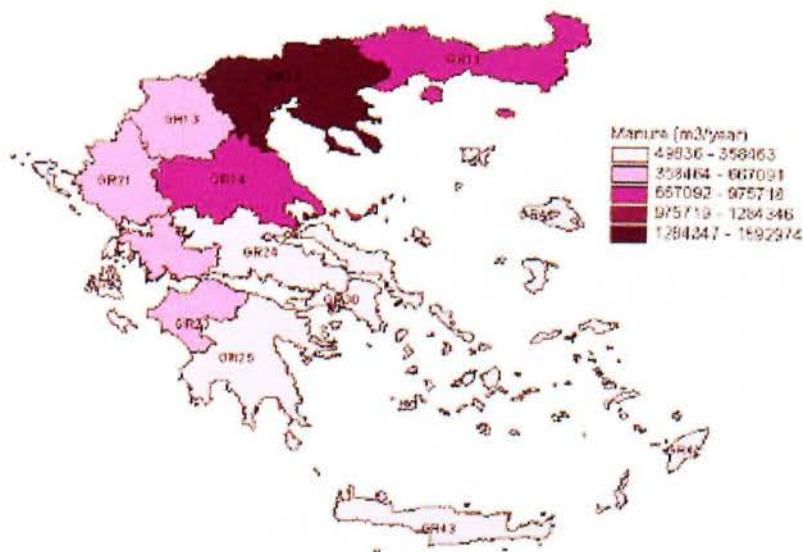 GR11
GR13
GR21
GR14
GR24
GR30
GR23
GR25
GR43
Manure (m3/year)
49836 - 358463
358464 - 667091
667092 - 975718
975719 - 1284346
1284347 - 1592974